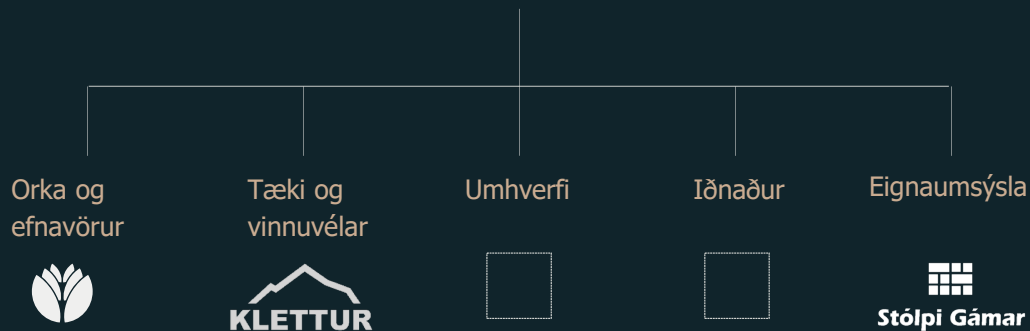 Orka og
efnavörur
Tæki og
vinnuvélar
Umhverfi
Iðnaður
Eignaumsýsla
KLETTUR
Stólpi Gámar